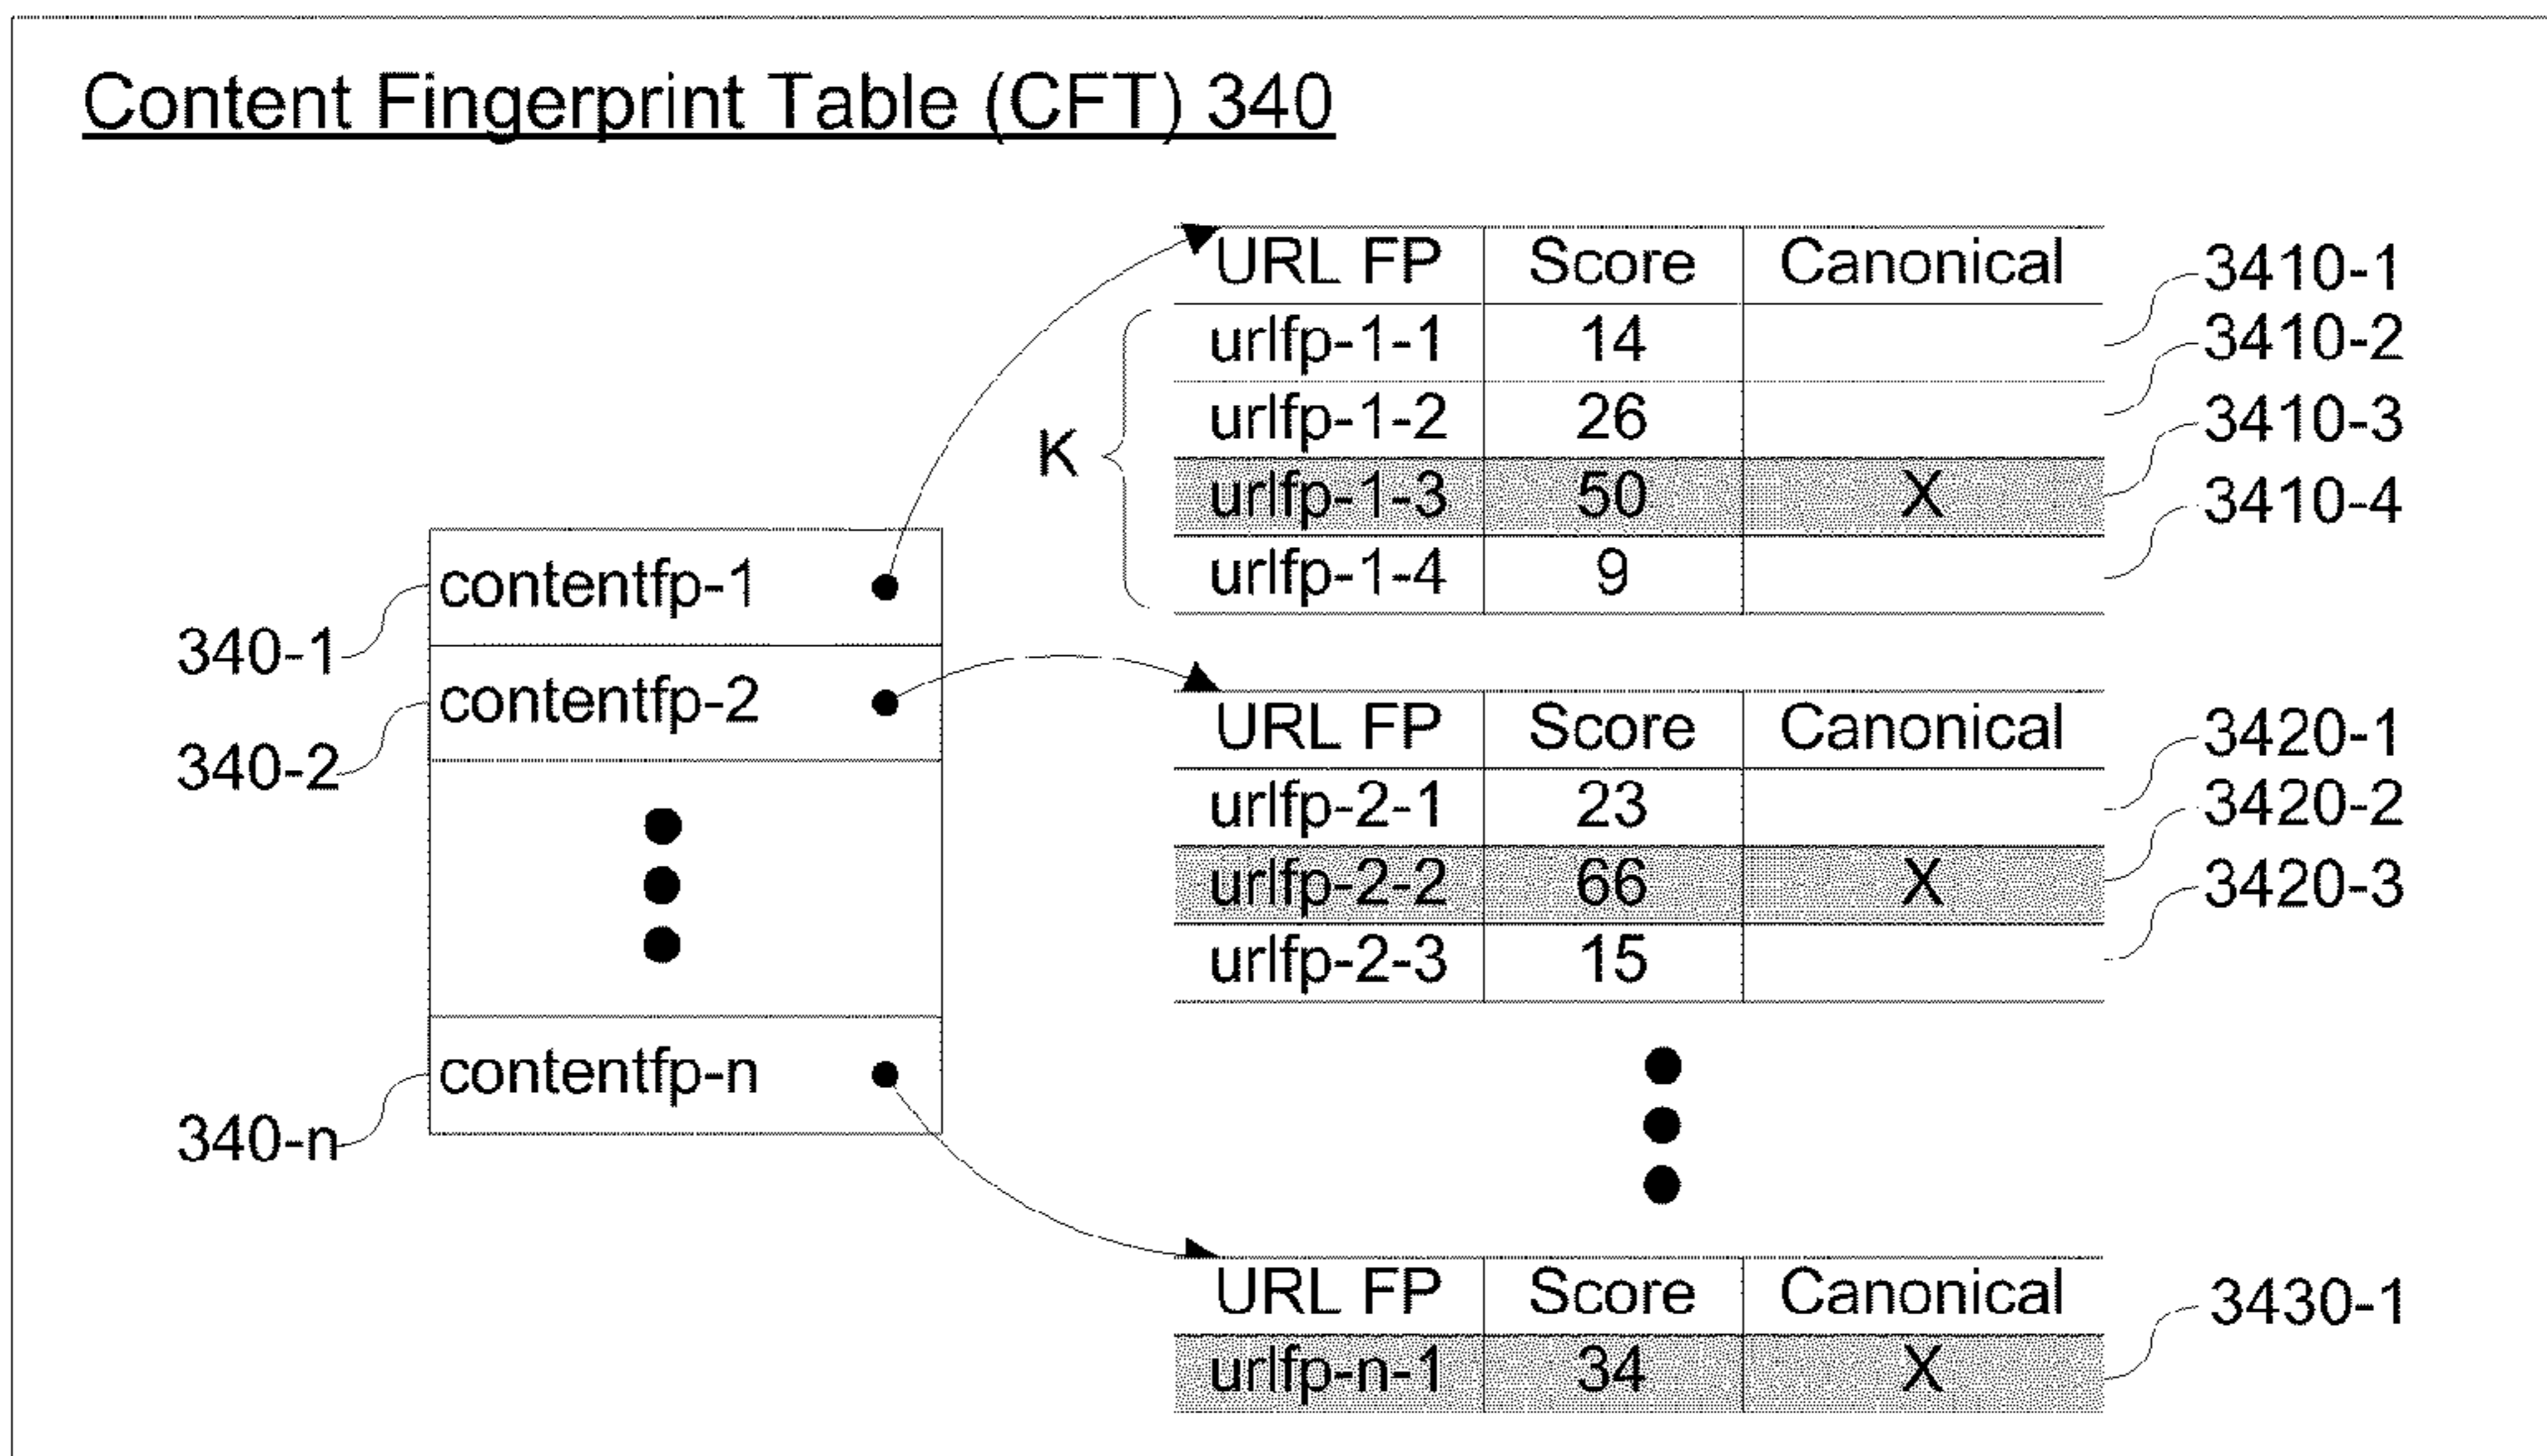 Content Fingerprint Table (CFT) 340
URL FP Score Canonical
urlfp-1-1 14
urlfp-1-2 26
urlfp-1-3 50 X
urlfp-1-4 9
K
3410-1
3410-2
3410-3
3410-4
contentfp-1
340-1
contentfp-2
340-2
contentfp-n
340-n
URL FP Score Canonical
urlfp-2-1 23
urlfp-2-2 66 X
urlfp-2-3 15
3420-1
3420-2
3420-3
URL FP Score Canonical
urlfp-n-1 34 X
3430-1